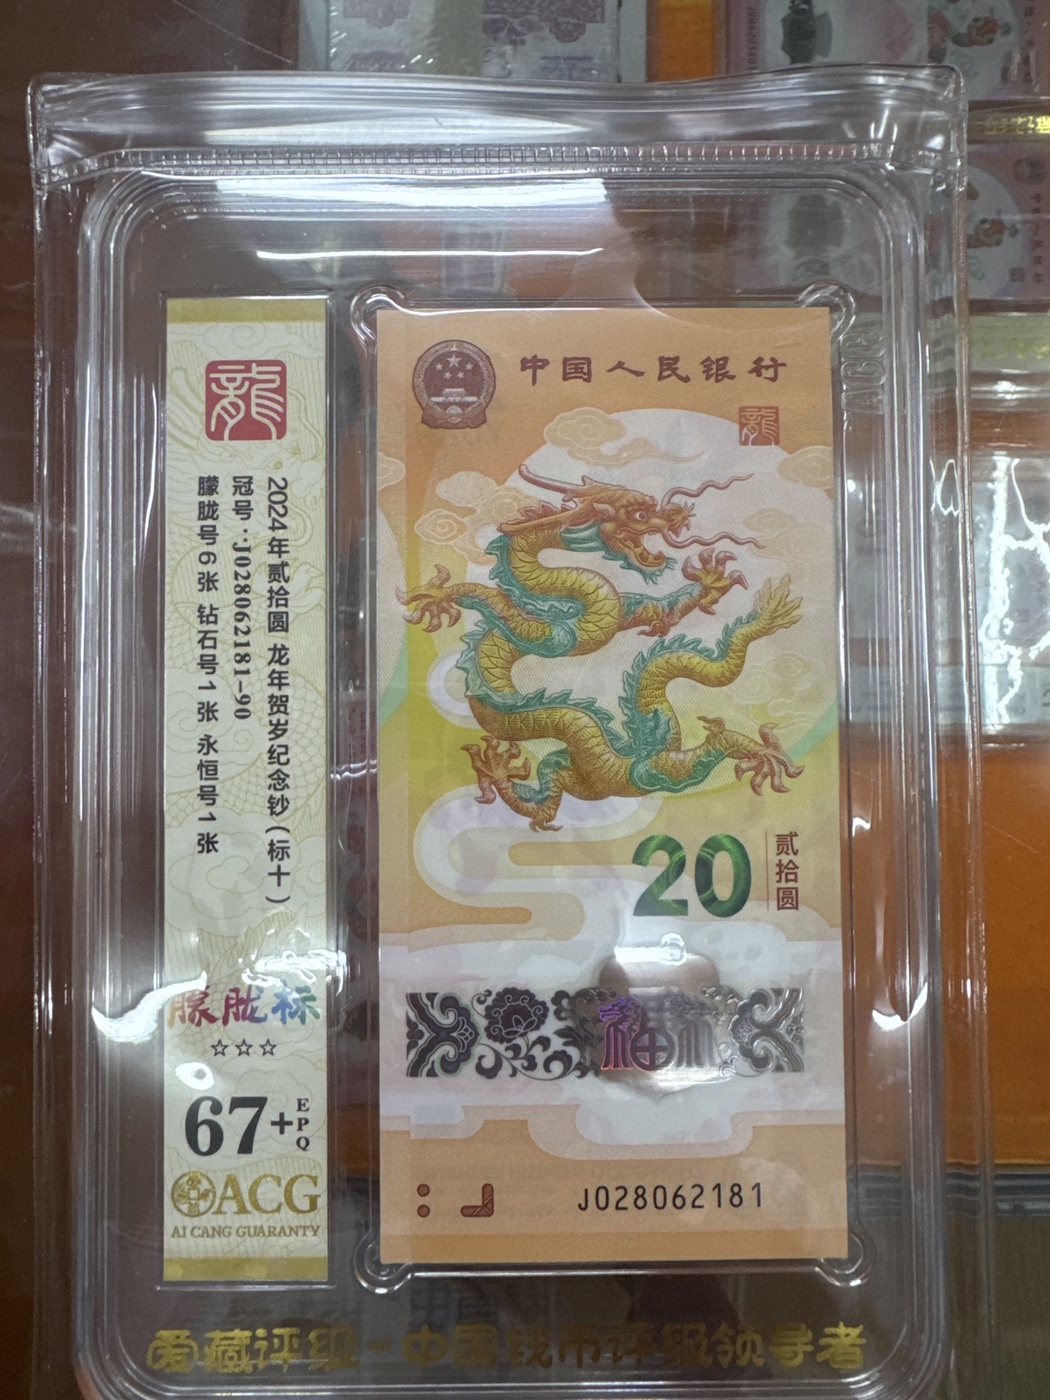 龍
2024年贰拾圆 龙年贺岁纪念钞(标十)
冠号:J028062181-90
朦胧号6张 钻石号1张 永恒号1张
朦胧标
☆☆☆
67+EPQ
ACG
AI CANG GUARANTY
中国人民银行
龍
20
贰拾圆
福
J028062181
爱藏评级-中国钱币评级领导者